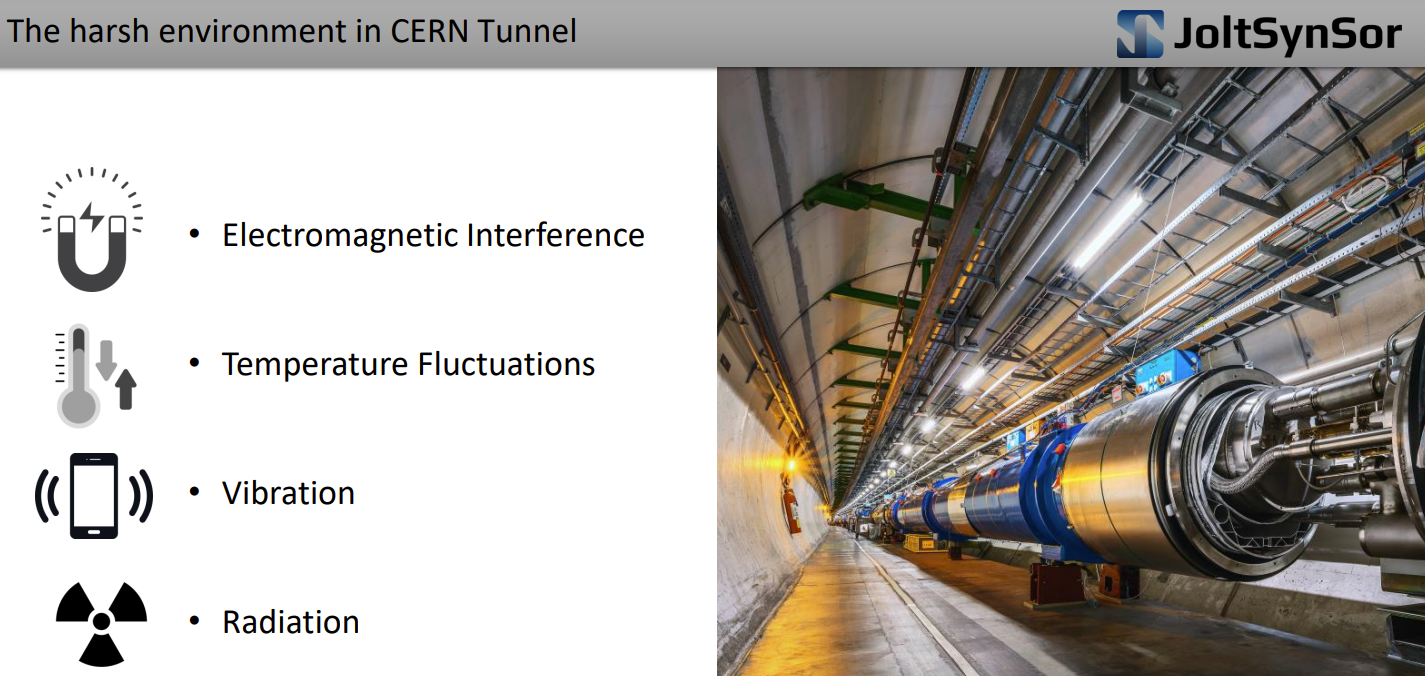 The harsh environment in CERN Tunnel
JoltSynSor
• Electromagnetic Interference
• Temperature Fluctuations
• Vibration
• Radiation